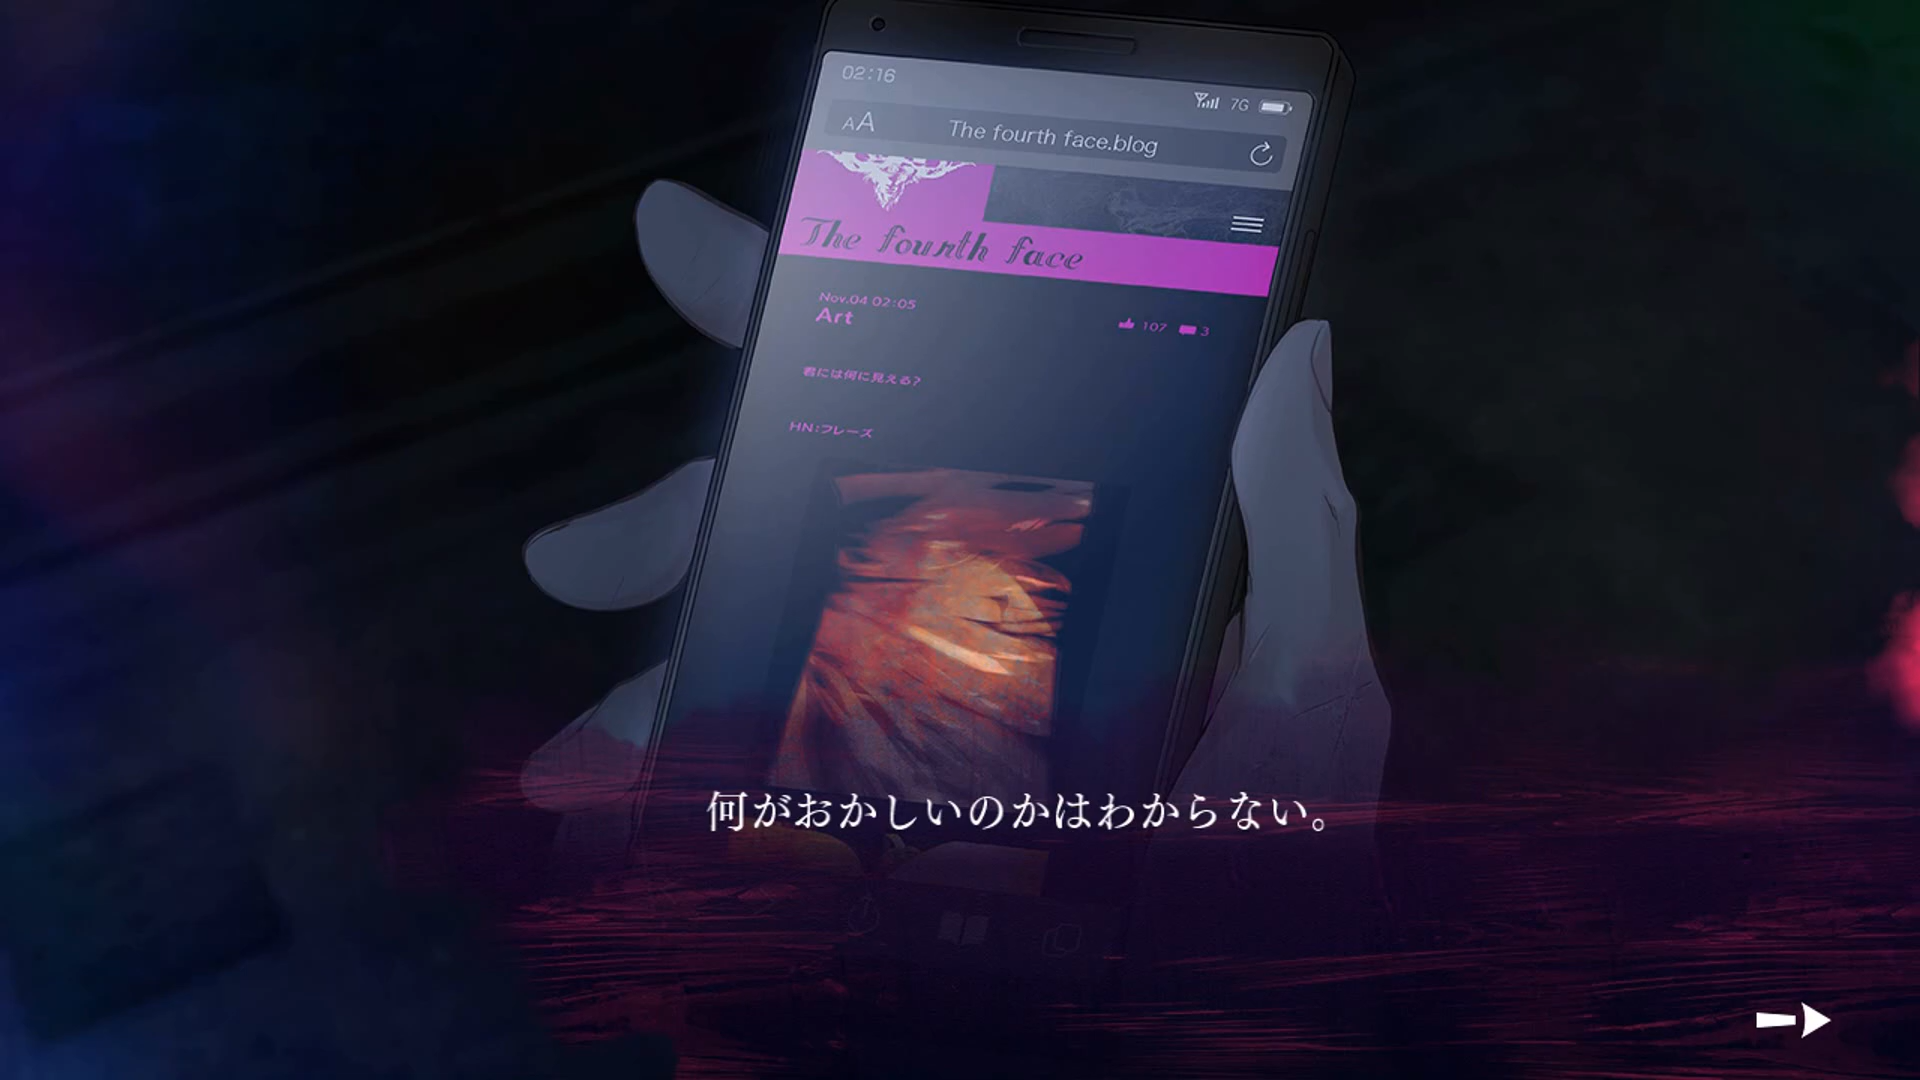 02:16
7G
AA
The fourth face.blog
The fourth face
Nov.04 02:05
Art
107 3
君には何に見える?
HN:フレーズ
何がおかしいのかはわからない。